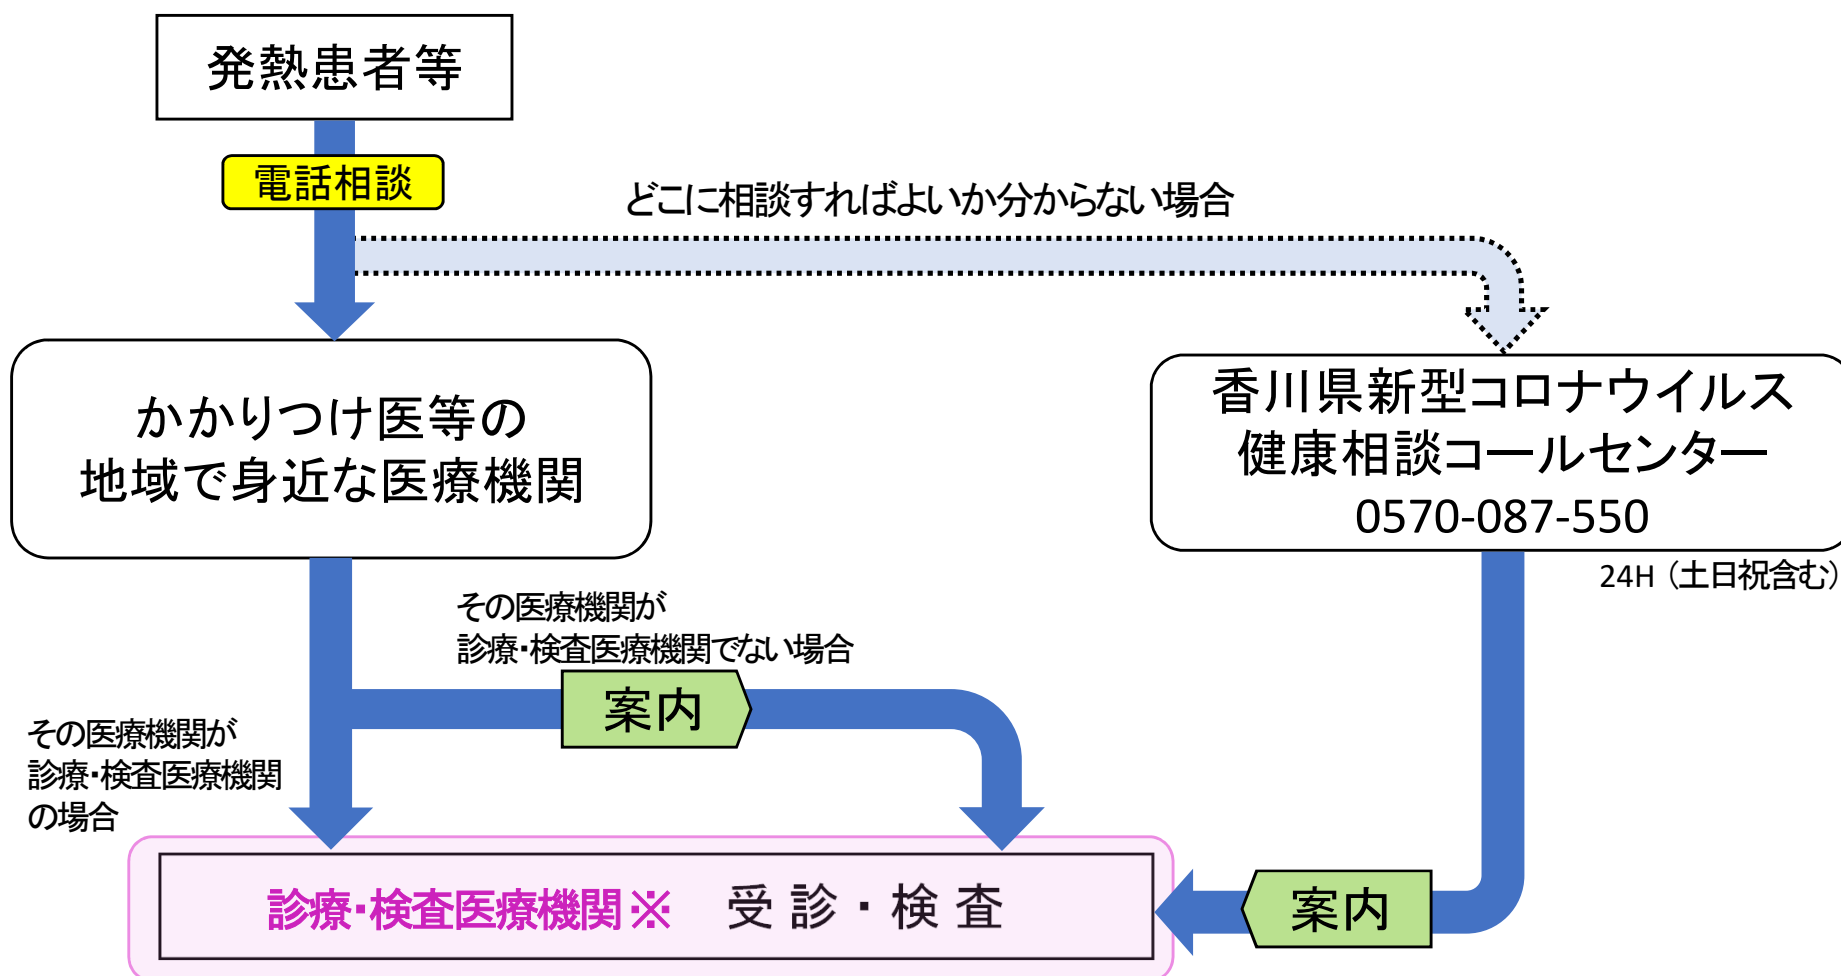 発熱患者等
電話相談
どこに相談すればよいか分からない場合
かかりつけ医等の
地域で身近な医療機関
香川県新型コロナウイルス
健康相談コールセンター
0570-087-550
24H（土日祝含む）
その医療機関が
診療・検査医療機関でない場合
案内
その医療機関が
診療・検査医療機関
の場合
診療・検査医療機関※　受診・検査
案内